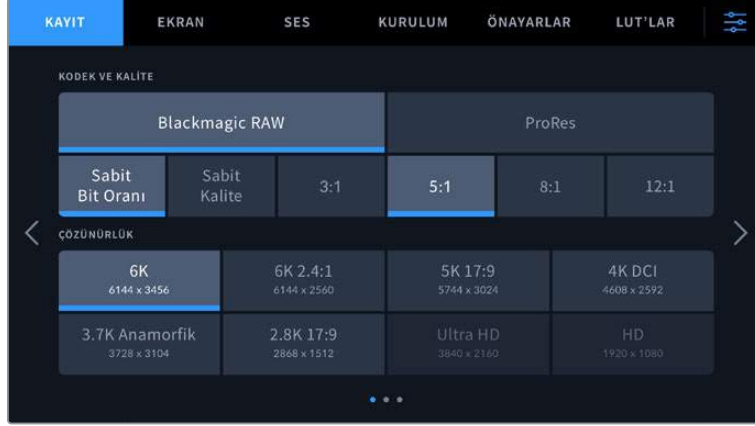 KAYIT EKRAN SES KURULUM ÖNAYARLAR LUT'LAR
KODEK VE KALİTE
Blackmagic RAW ProRes
Sabit Bit Oranı Sabit Kalite 3:1 5:1 8:1 12:1
ÇÖZÜNÜRLÜK
6K 6K 2.4:1 5K 17:9 4K DCI
6144 x 3456 6144 x 2560 5744 x 3024 4608 x 2592
3.7K Anamorfik 2.8K 17:9 Ultra HD HD
3728 x 3104 2868 x 1512 3840 x 2160 1920 x 1080